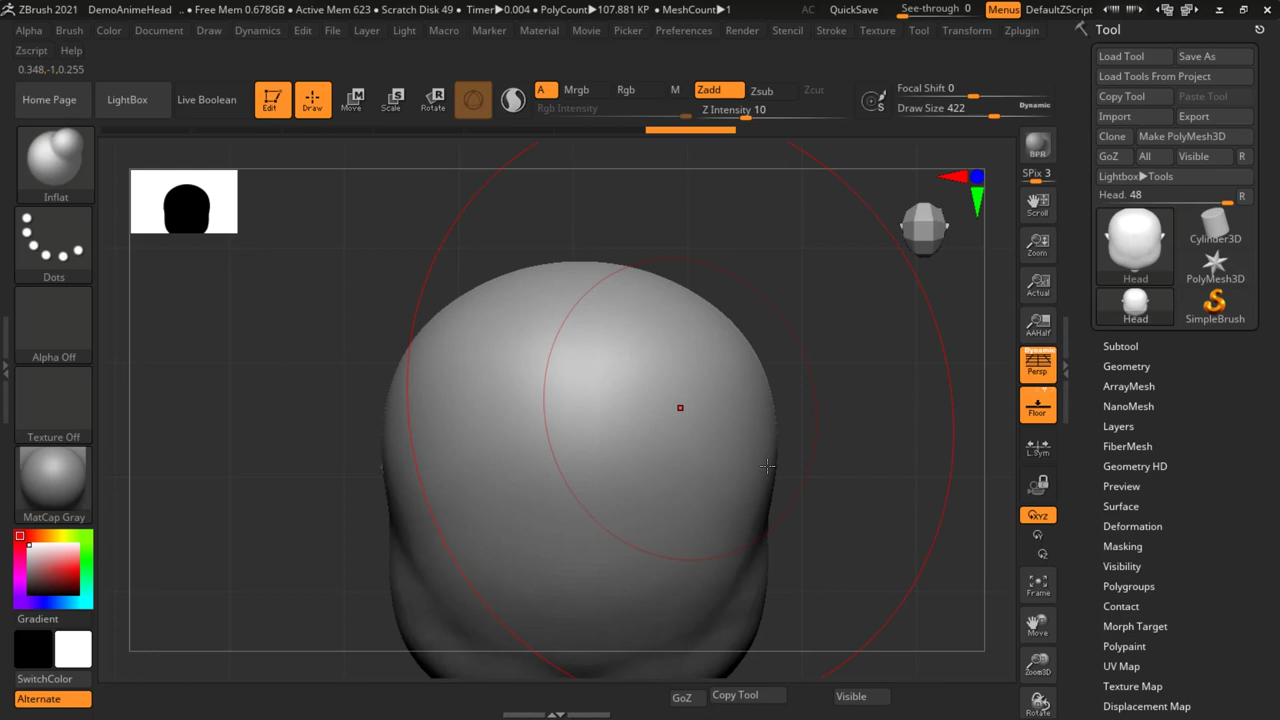 ZBrush 2021 DemoAnimeHead • Free Mem 0.678GB • Active Mem 623 • Scratch Disk 49 • Timer▶0.004 • PolyCount▶107.881 KP • MeshCount▶1 AC QuickSave See-through 0 Menus DefaultZScript
Alpha Brush Color Document Draw Dynamics Edit File Layer Light Macro Marker Material Movie Picker Preferences Render Stencil Stroke Texture Tool Transform Zplugin
Zscript Help
0.348,-1,0.255
Home Page LightBox Live Boolean Edit Draw Move Scale Rotate
A Mrgb Rgb M Zadd Zsub Zcut
Rgb Intensity Z Intensity 10
Focal Shift 0
Draw Size 422 Dynamic
Inflat
Dots
Alpha Off
Texture Off
MatCap Gray
Gradient
SwitchColor
Alternate
BPR
SPix 3
Scroll
Zoom
Actual
AAHalf
Dynamic
Persp
Floor
L.Sym
XYZ
Y
Z
Frame
Move
Zoom3D
Rotate
GoZ Copy Tool Visible
Tool
Load Tool Save As
Load Tools From Project
Copy Tool Paste Tool
Import Export
Clone Make PolyMesh3D
GoZ All Visible R
Lightbox▶Tools
Head. 48 R
Head Cylinder3D
PolyMesh3D
Head SimpleBrush
Subtool
Geometry
ArrayMesh
NanoMesh
Layers
FiberMesh
Geometry HD
Preview
Surface
Deformation
Masking
Visibility
Polygroups
Contact
Morph Target
Polypaint
UV Map
Texture Map
Displacement Map